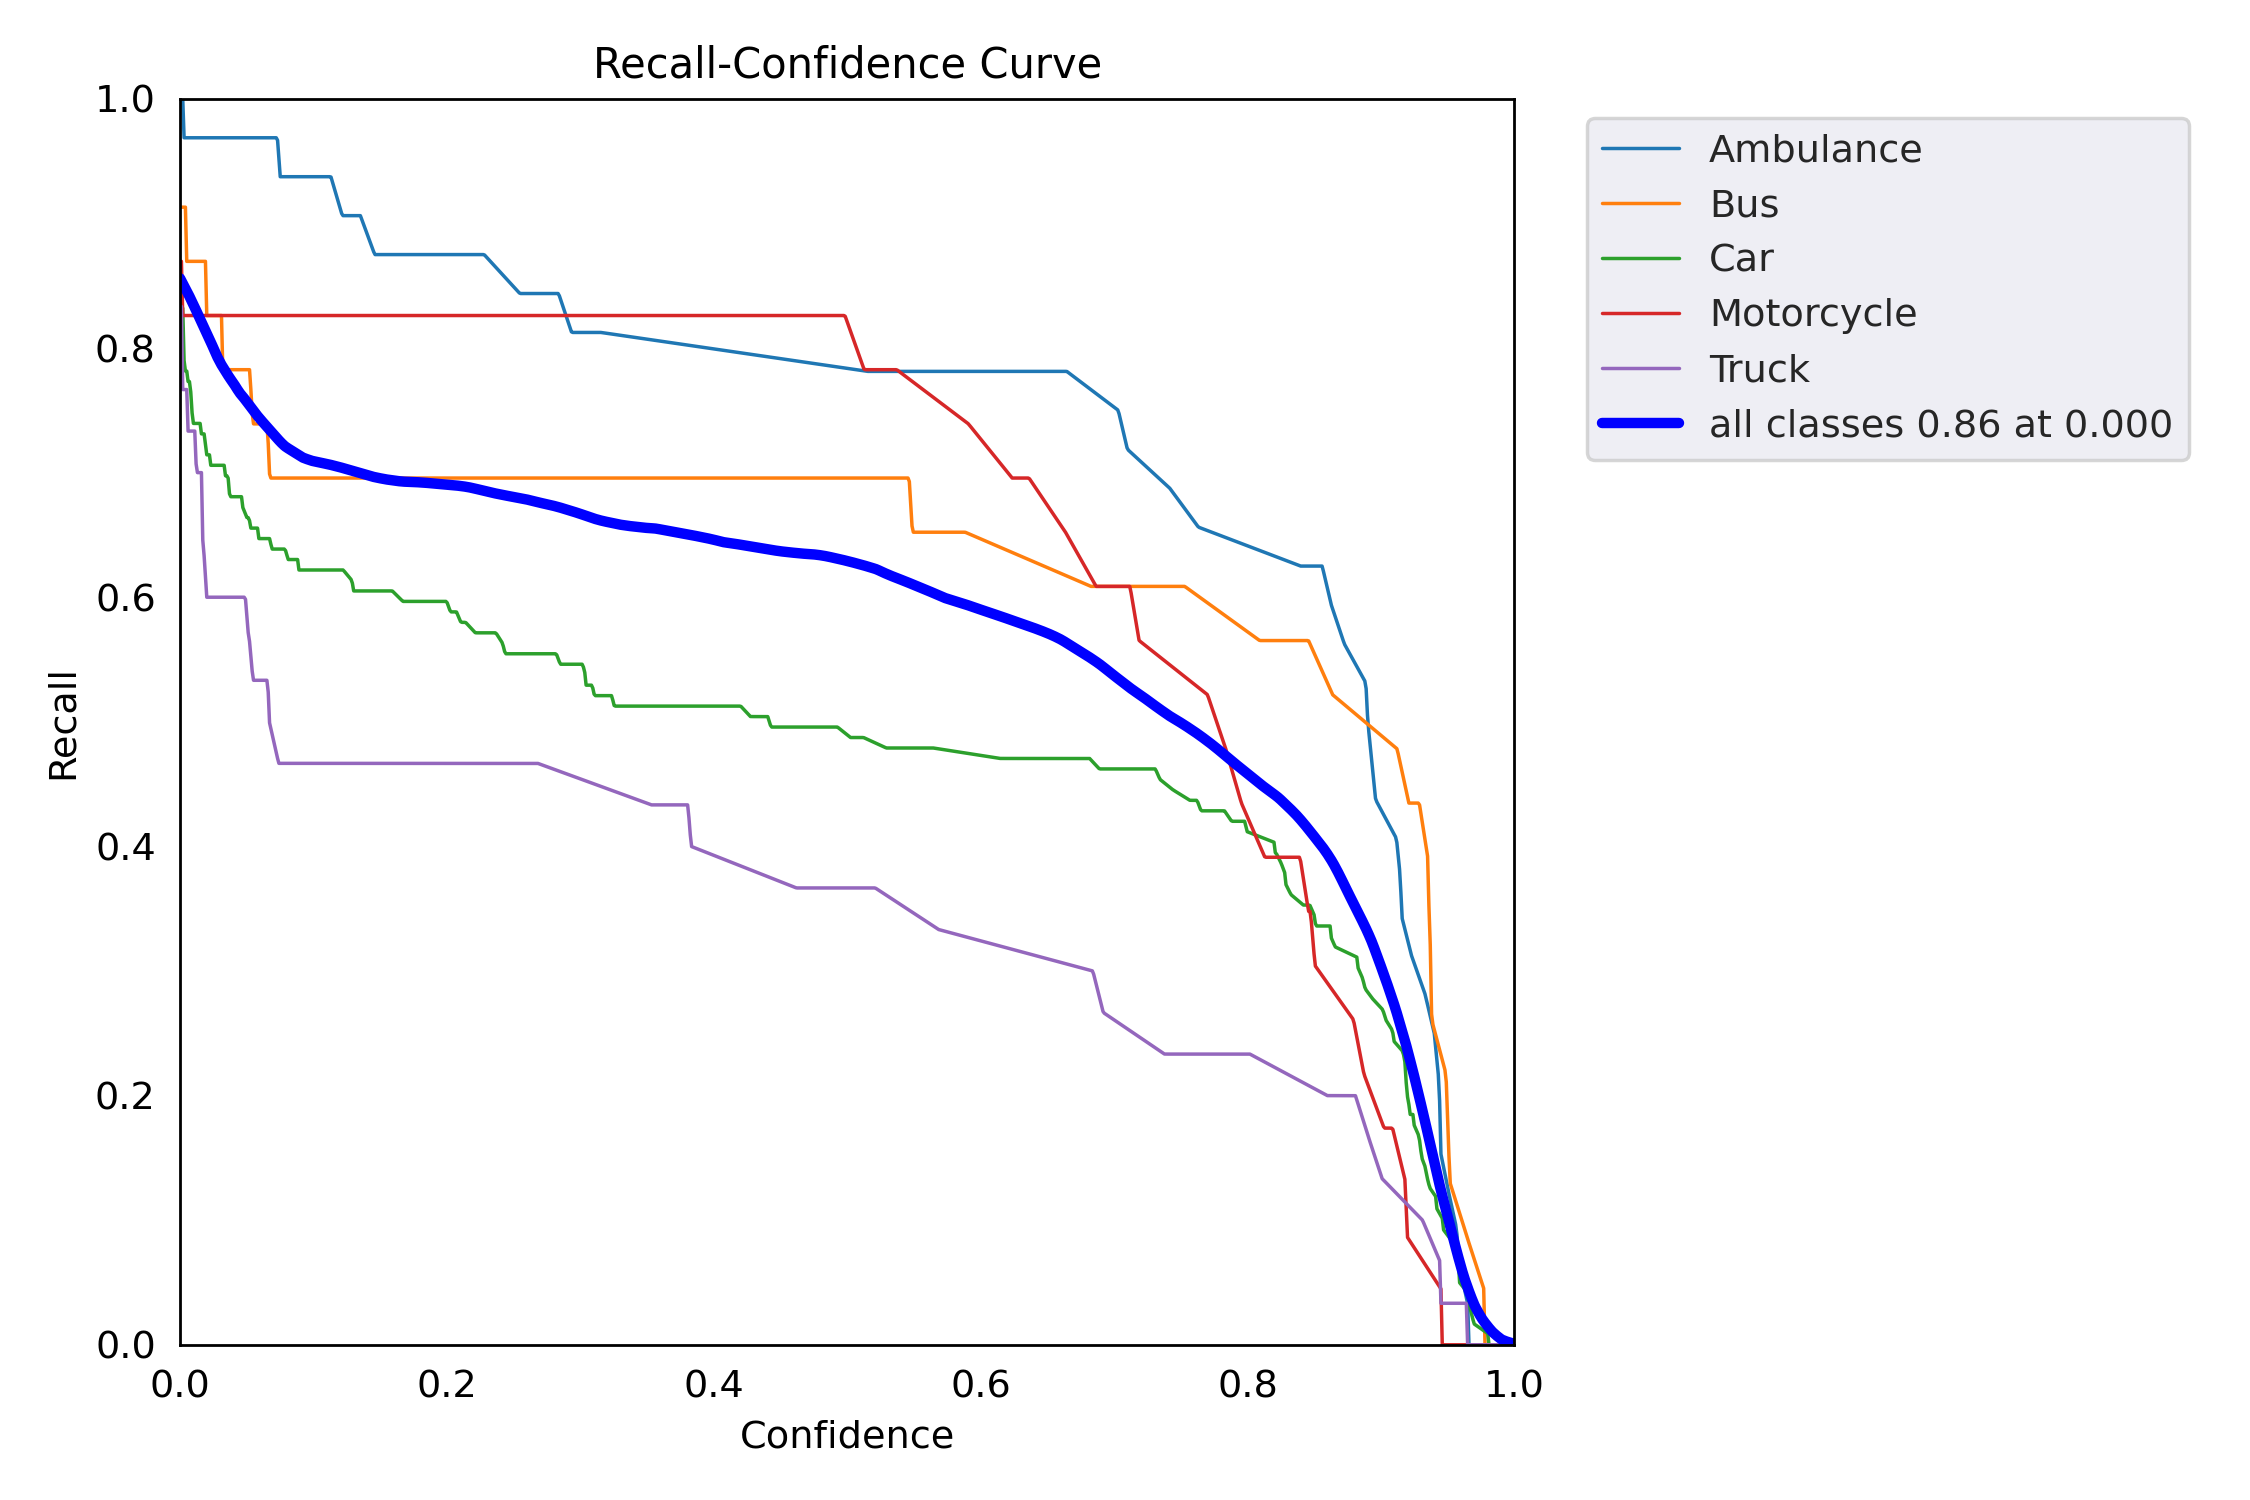 Recall-Confidence Curve
1.0
0.8
0.6
0.4
0.2
0.0
Recall
0.0 0.2 0.4 0.6 0.8 1.0
Confidence
Ambulance
Bus
Car
Motorcycle
Truck
all classes 0.86 at 0.000